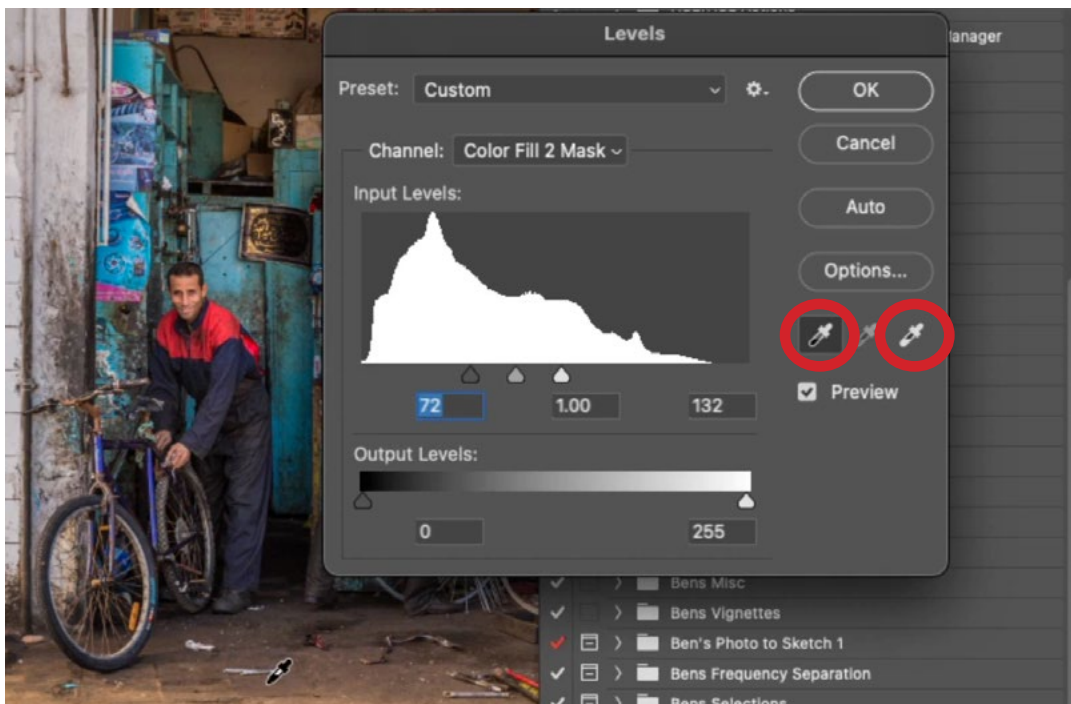 Levels
anager
Preset: Custom
OK
Channel: Color Fill 2 Mask
Cancel
Input Levels:
Auto
Options...
Preview
72 1.00 132
Output Levels:
0 255
Bens Misc
Bens Vignettes
Ben's Photo to Sketch 1
Bens Frequency Separation
Bens Selections